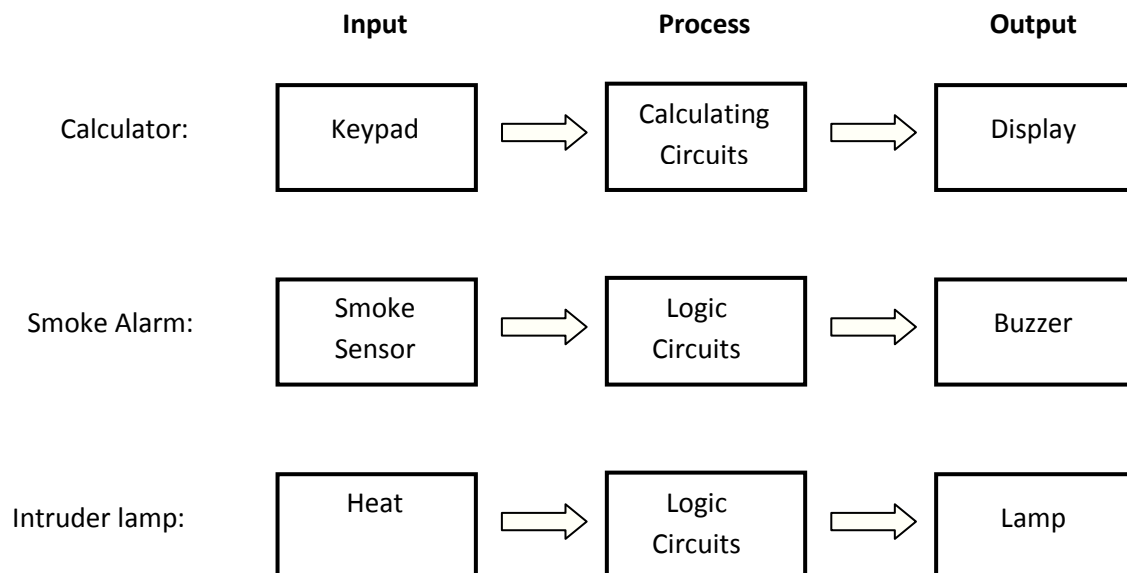 Input Process Output
Calculator: Keypad Calculating Circuits Display
Smoke Alarm: Smoke Sensor Logic Circuits Buzzer
Intruder lamp: Heat Logic Circuits Lamp